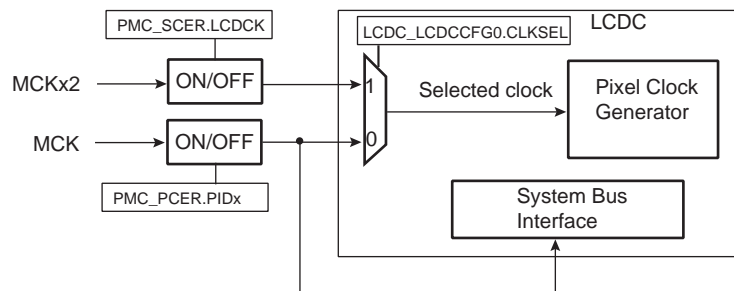 PMC_SCER.LCDCK
LCDC_LCDCCFG0.CLKSEL
LCDC
MCKx2
ON/OFF
1
Selected clock
Pixel Clock
Generator
MCK
ON/OFF
0
PMC_PCER.PIDx
System Bus
Interface